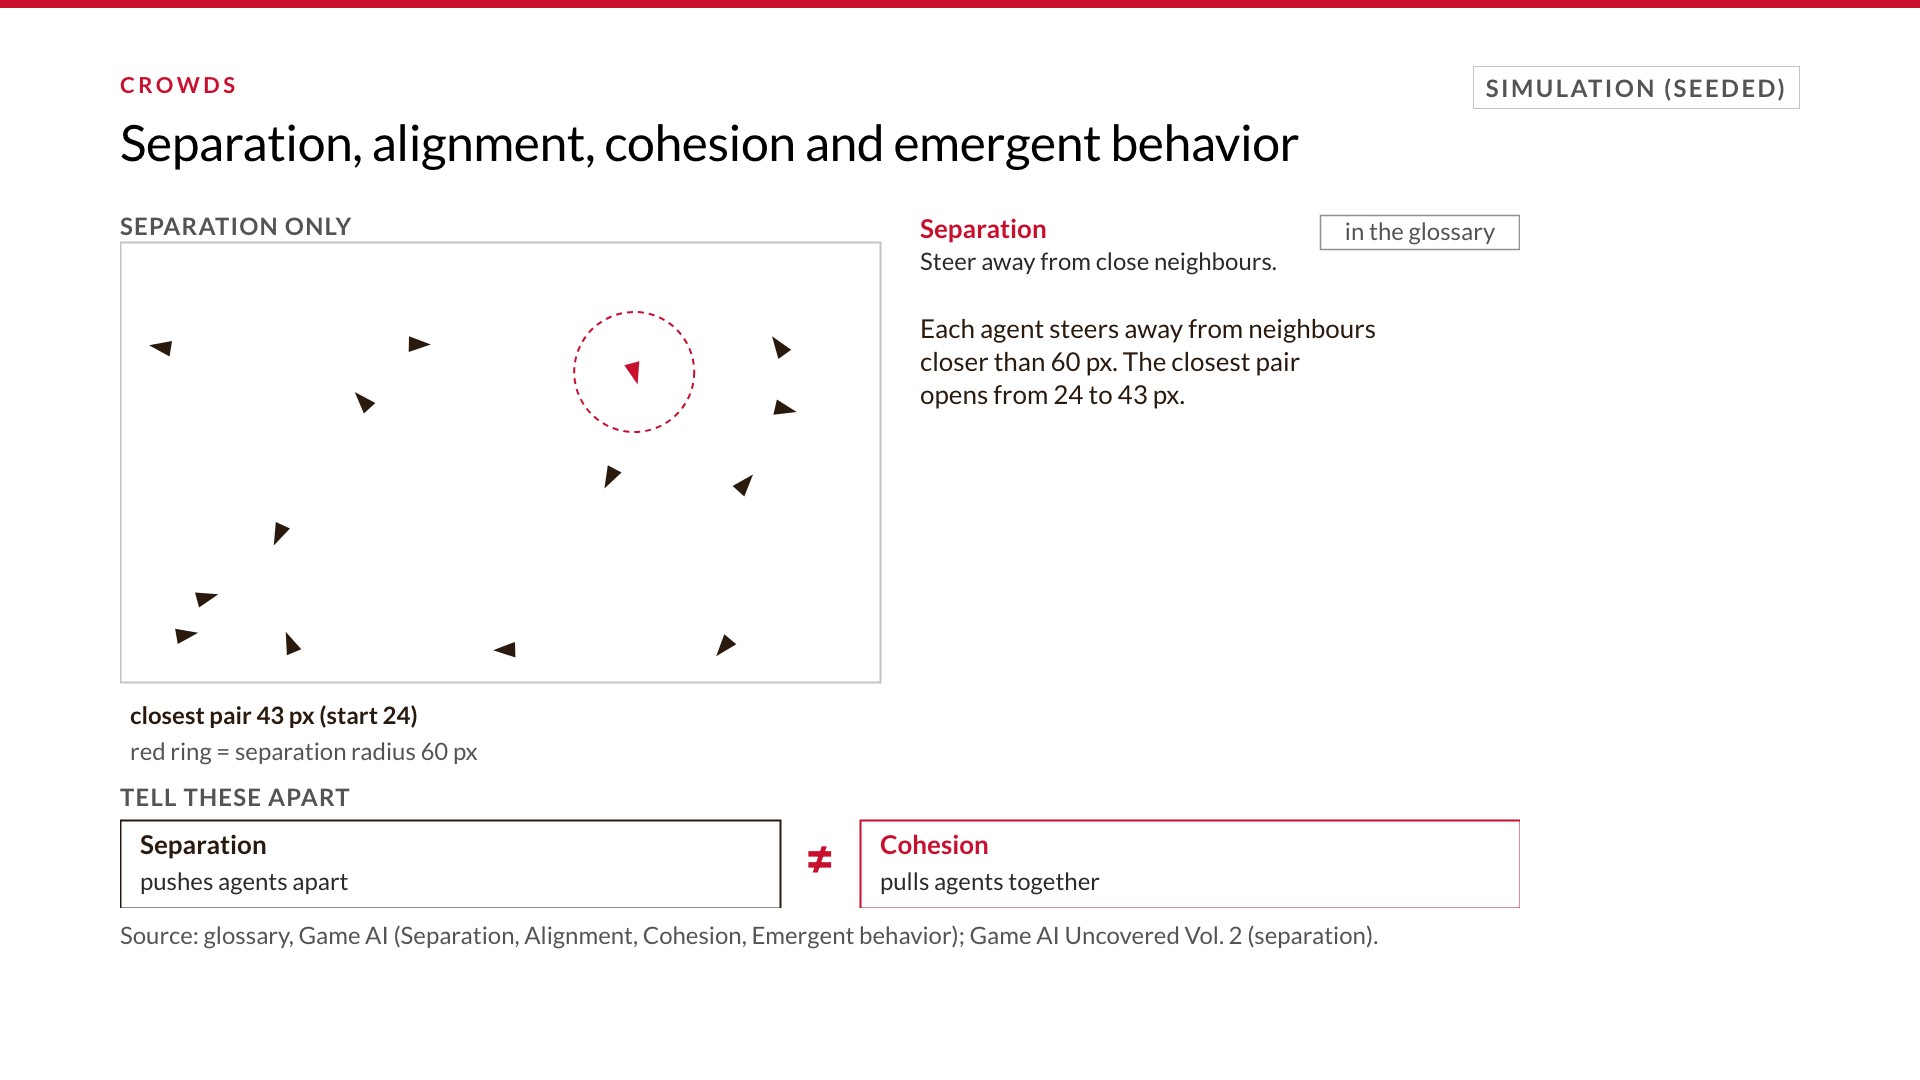 CROWDS
SIMULATION (SEEDED)
Separation, alignment, cohesion and emergent behavior
SEPARATION ONLY
Separation
in the glossary
Steer away from close neighbours.
Each agent steers away from neighbours
closer than 60 px. The closest pair
opens from 24 to 43 px.
closest pair 43 px (start 24)
red ring = separation radius 60 px
TELL THESE APART
Separation
pushes agents apart
≠
Cohesion
pulls agents together
Source: glossary, Game AI (Separation, Alignment, Cohesion, Emergent behavior); Game AI Uncovered Vol. 2 (separation).